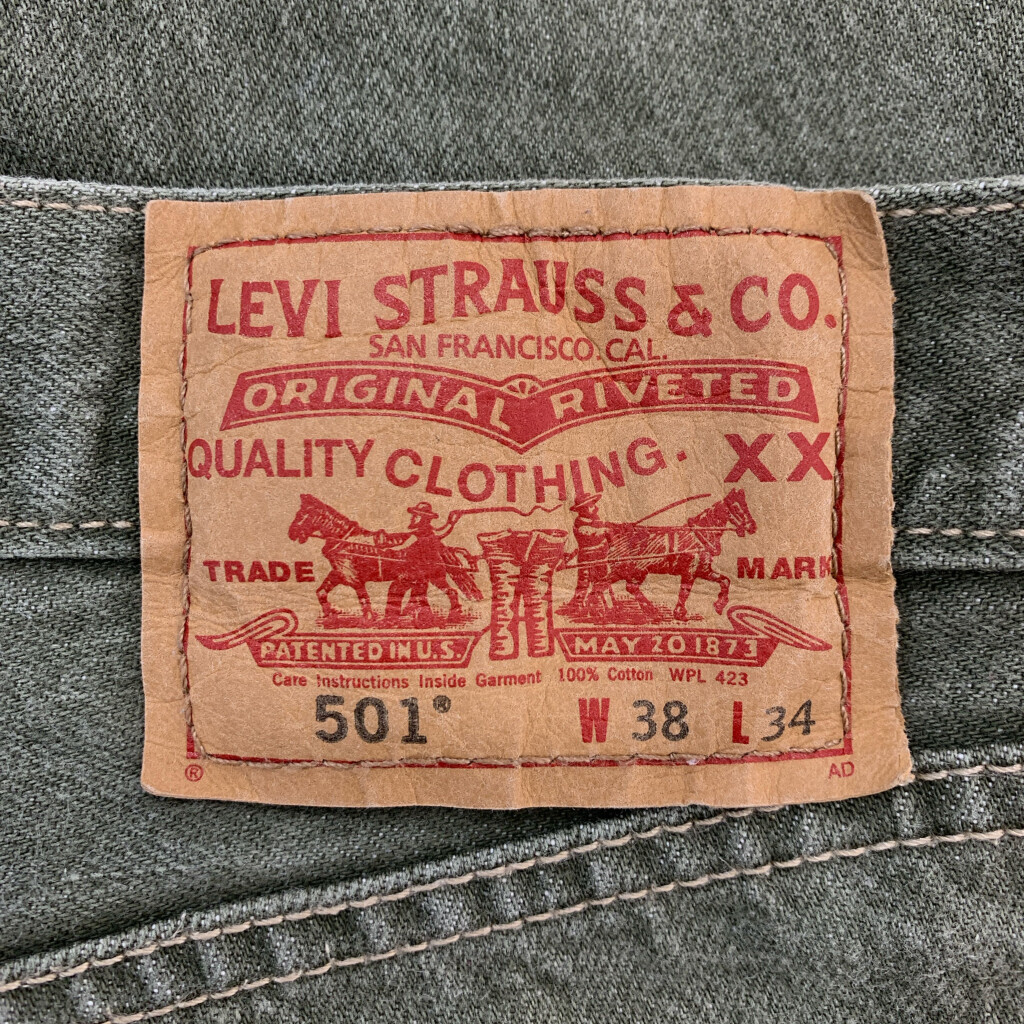 LEVI STRAUSS & CO.
SAN FRANCISCO. CAL.
ORIGINAL RIVETED
QUALITY CLOTHING. XX
TRADE MARK
PATENTED IN U.S. MAY 20 1873
Care Instructions Inside Garment 100% Cotton WPL 423
501® W 38 L 34
® AD